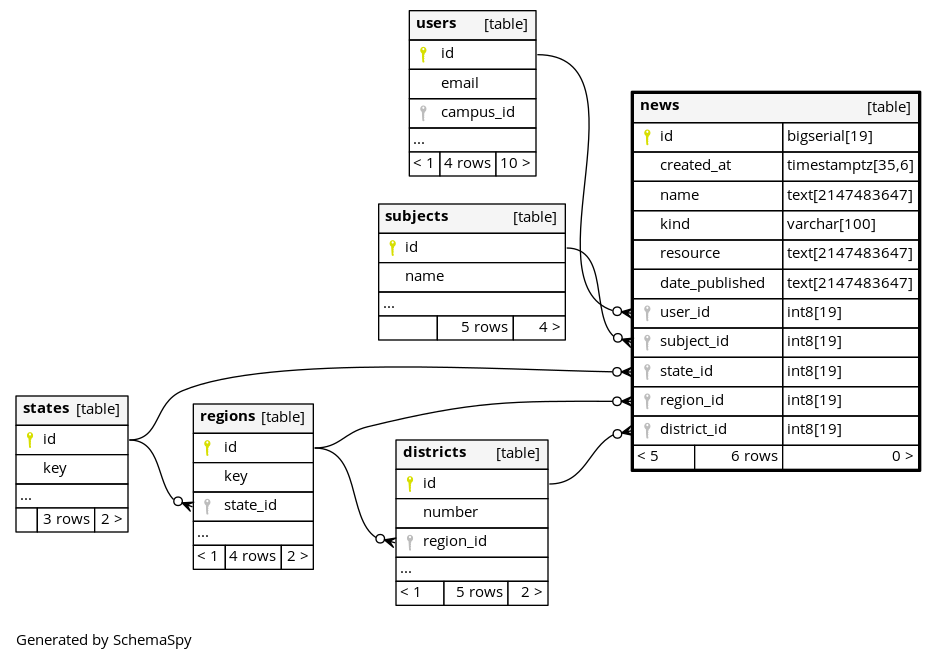 users [table]
id
email
campus_id
...
< 1 4 rows 10 >
news [table]
id bigserial[19]
created_at timestamptz[35,6]
name text[2147483647]
kind varchar[100]
resource text[2147483647]
date_published text[2147483647]
user_id int8[19]
subject_id int8[19]
state_id int8[19]
region_id int8[19]
district_id int8[19]
< 5 6 rows 0 >
subjects [table]
id
name
...
5 rows 4 >
states [table]
id
key
...
3 rows 2 >
regions [table]
id
key
state_id
...
< 1 4 rows 2 >
districts [table]
id
number
region_id
...
< 1 5 rows 2 >
Generated by SchemaSpy